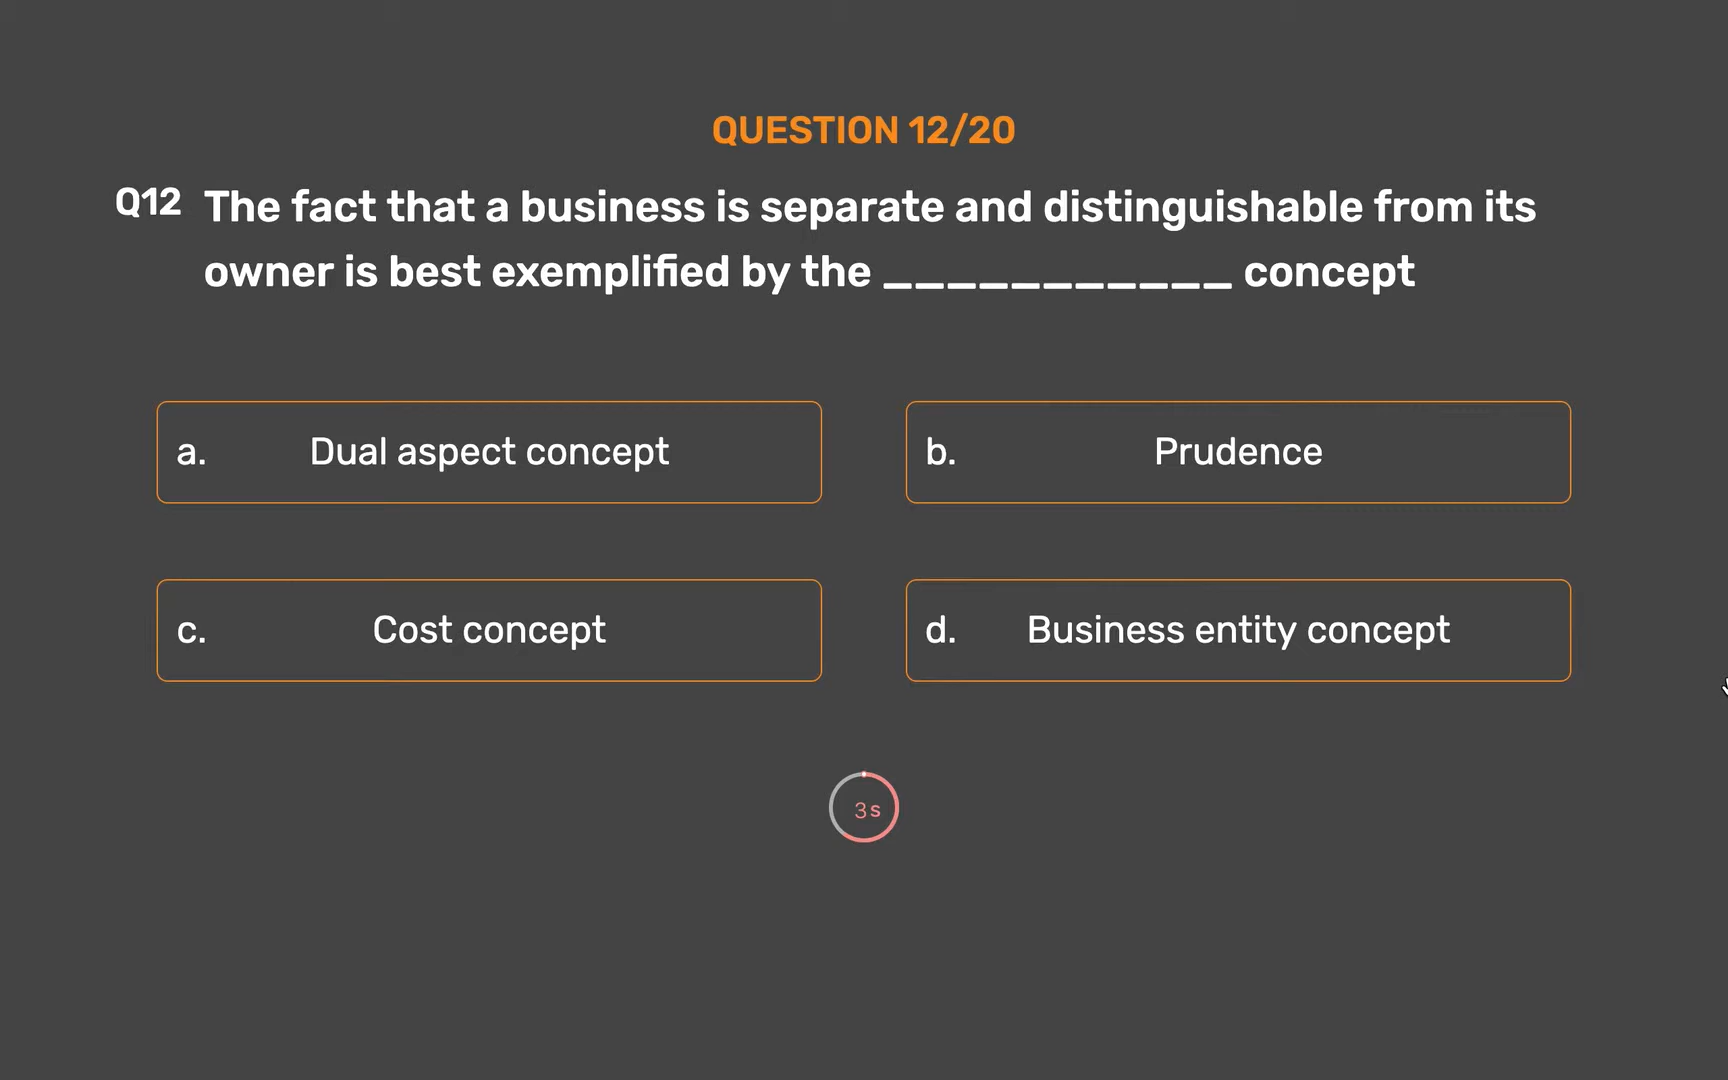 QUESTION 12/20
Q12 The fact that a business is separate and distinguishable from its
owner is best exemplified by the ___________ concept
a. Dual aspect concept
b. Prudence
c. Cost concept
d. Business entity concept
3s